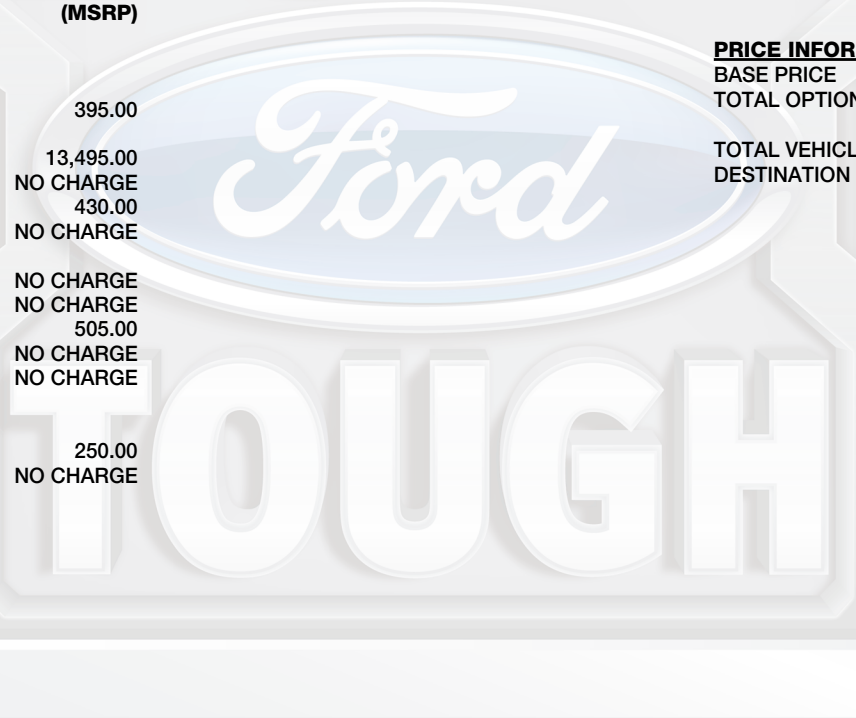 (MSRP)
395.00
13,495.00
NO CHARGE
430.00
NO CHARGE
NO CHARGE
NO CHARGE
505.00
NO CHARGE
NO CHARGE
250.00
NO CHARGE
PRICE INFOR
BASE PRICE
TOTAL OPTION
TOTAL VEHICL
DESTINATION
Ford
TOUGH